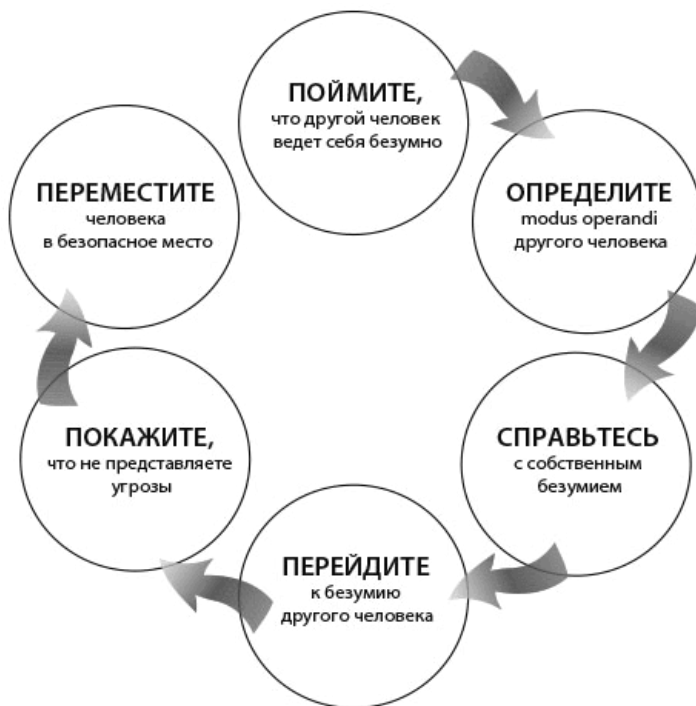 ПОЙМИТЕ,
что другой человек
ведет себя безумно
ОПРЕДЕЛИТЕ
modus operandi
другого человека
СПРАВЬТЕСЬ
с собственным
безумием
ПЕРЕЙДИТЕ
к безумию
другого человека
ПОКАЖИТЕ,
что не представляете
угрозы
ПЕРЕМЕСТИТЕ
человека
в безопасное место